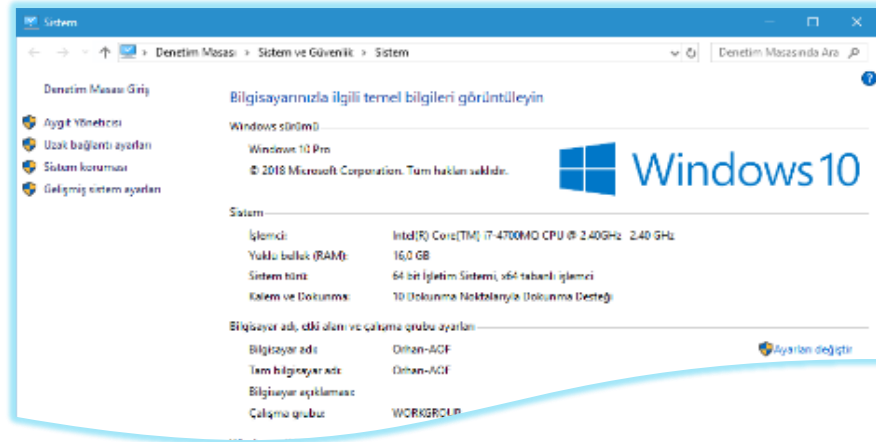 Sistem
Denetim Masası > Sistem ve Güvenlik > Sistem
Denetim Masasında Ara
Denetim Masası Giriş
Aygıt Yöneticisi
Uzak bağlantı ayarları
Sistem koruması
Gelişmiş sistem ayarları
Bilgisayarınızla ilgili temel bilgileri görüntüleyin
Windows sürümü
Windows 10 Pro
© 2018 Microsoft Corporation. Tüm hakları saklıdır.
Windows 10
Sistem
İşlemci: Intel(R) Core(TM) i7-4700MQ CPU @ 2.40GHz 2.40 GHz
Yüklü bellek (RAM): 16,0 GB
Sistem türü: 64 bit İşletim Sistemi, x64 tabanlı işlemci
Kalem ve Dokunma: 10 Dokunma Noktalarıyla Dokunma Desteği
Bilgisayar adı, etki alanı ve çalışma grubu ayarları
Bilgisayar adı: Orhan-AOF
Ayarları değiştir
Tam bilgisayar adı: Orhan-AOF
Bilgisayar açıklaması:
Çalışma grubu: WORKGROUP